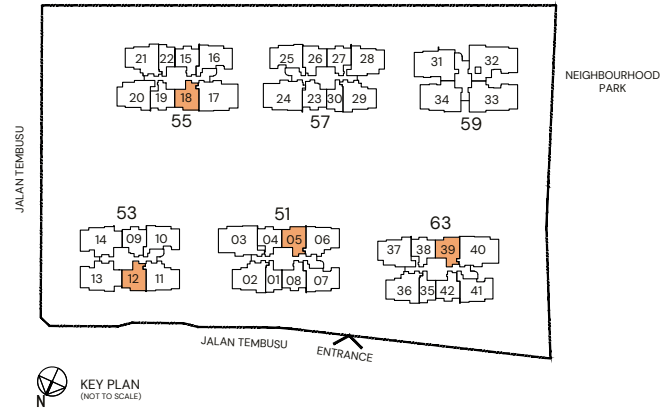 21 22 15 16
20 19 18 17
55
25 26 27 28
24 23 30 29
57
31 32
34 33
59
NEIGHBOURHOOD
PARK
JALAN TEMBUSU
53
14 09 10
13 12 11
51
03 04 05 06
02 01 08 07
63
37 38 39 40
36 35 42 41
JALAN TEMBUSU
ENTRANCE
N
KEY PLAN
(NOT TO SCALE)